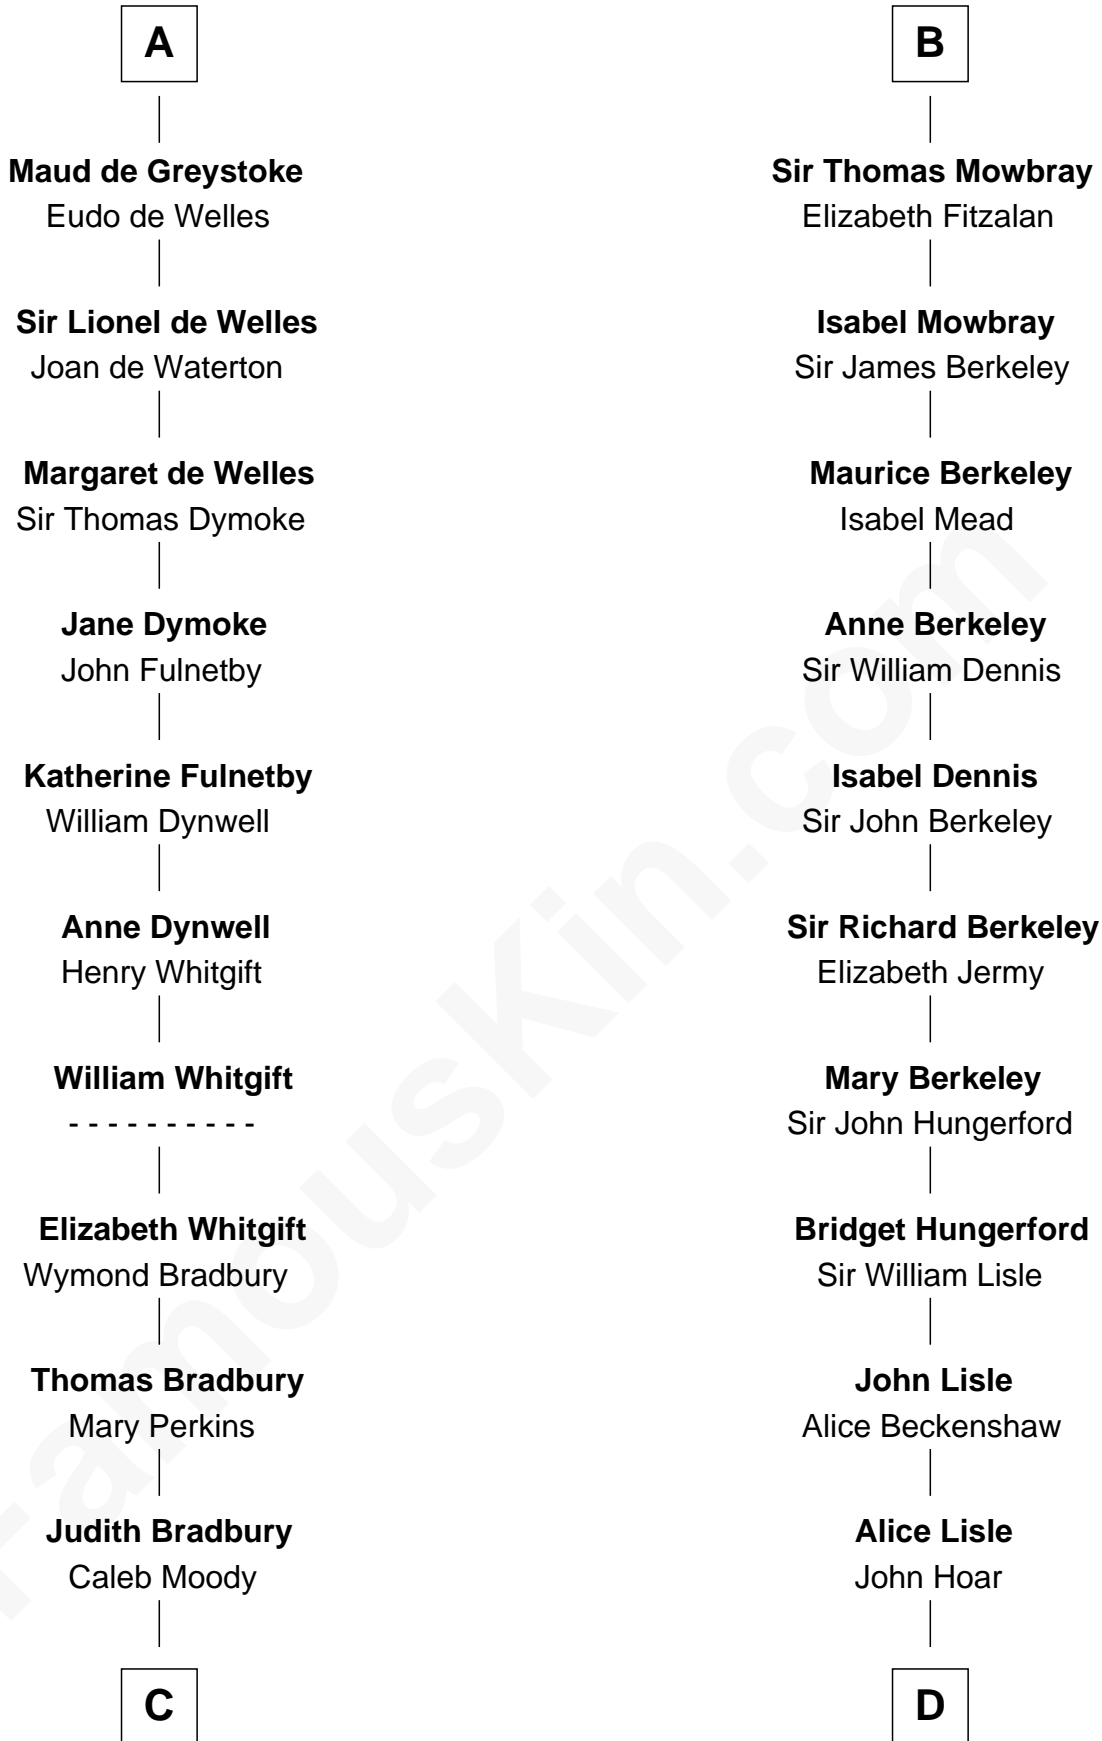 A
Maud de Greystoke
Eudo de Welles
Sir Lionel de Welles
Joan de Waterton
Margaret de Welles
Sir Thomas Dymoke
Jane Dymoke
John Fulnetby
Katherine Fulnetby
William Dynwell
Anne Dynwell
Henry Whitgift
William Whitgift
- - - - - - - - - -
Elizabeth Whitgift
Wymond Bradbury
Thomas Bradbury
Mary Perkins
Judith Bradbury
Caleb Moody
C
B
Sir Thomas Mowbray
Elizabeth Fitzalan
Isabel Mowbray
Sir James Berkeley
Maurice Berkeley
Isabel Mead
Anne Berkeley
Sir William Dennis
Isabel Dennis
Sir John Berkeley
Sir Richard Berkeley
Elizabeth Jermy
Mary Berkeley
Sir John Hungerford
Bridget Hungerford
Sir William Lisle
John Lisle
Alice Beckenshaw
Alice Lisle
John Hoar
D
FamousKin.com